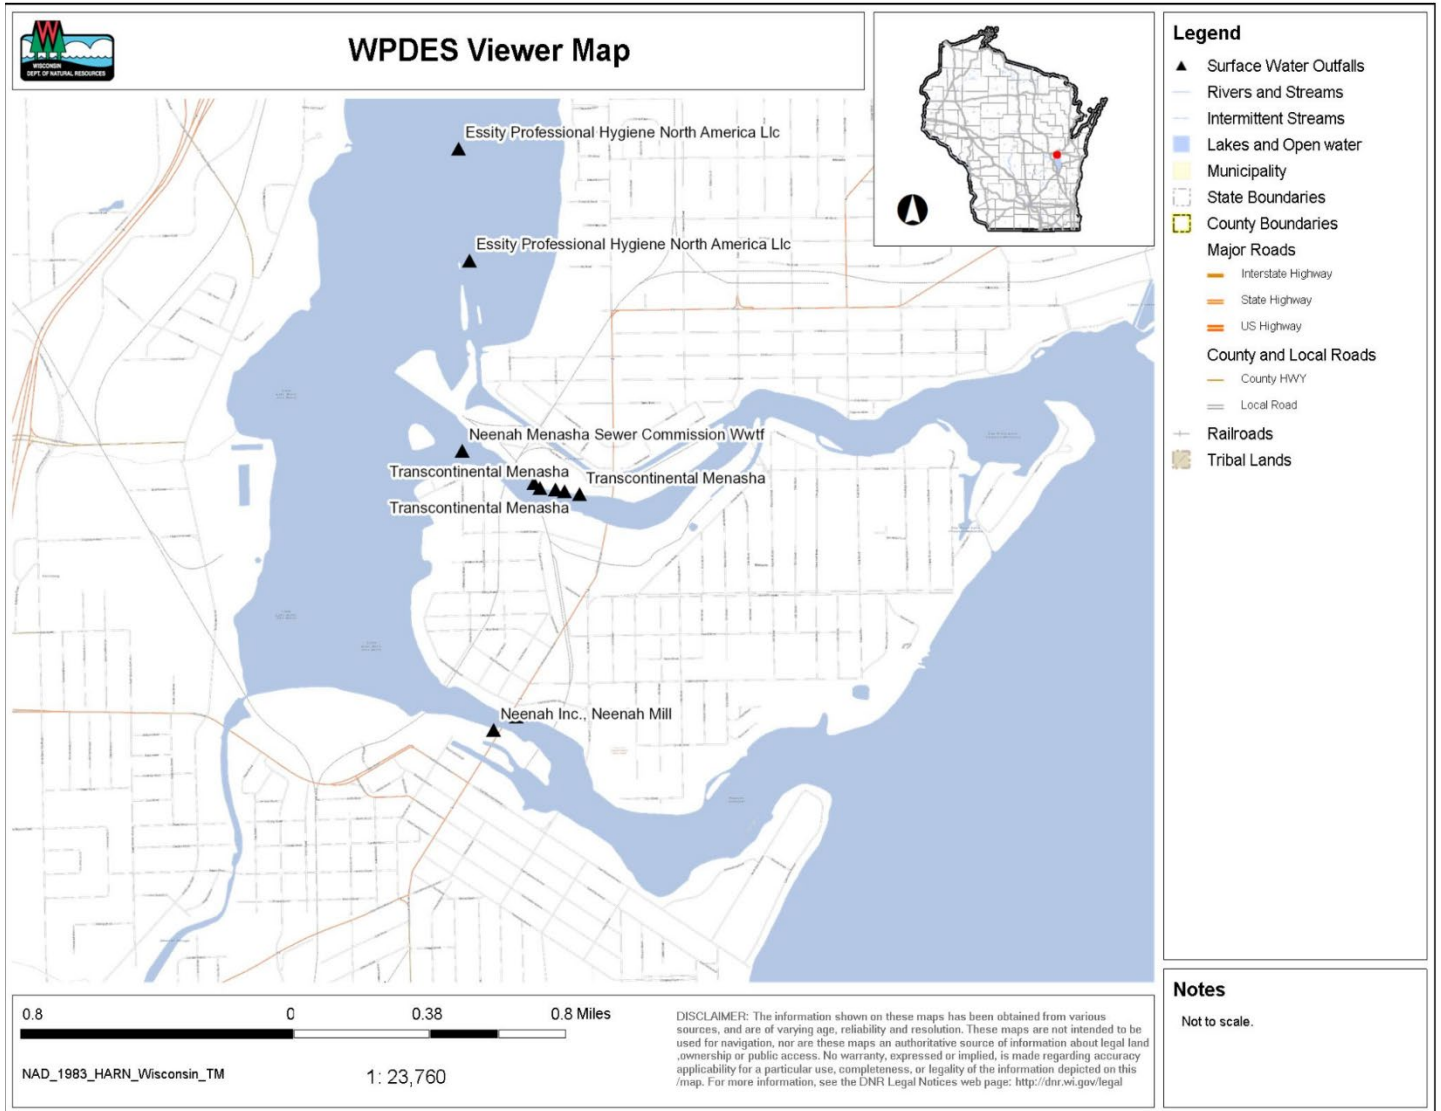 WISCONSIN
DEPT. OF NATURAL RESOURCES
WPDES Viewer Map
Essity Professional Hygiene North America Llc
Essity Professional Hygiene North America Llc
Neenah Menasha Sewer Commission Wwtf
Transcontinental Menasha
Transcontinental Menasha
Transcontinental Menasha
Neenah Inc., Neenah Mill
Legend
Surface Water Outfalls
Rivers and Streams
Intermittent Streams
Lakes and Open water
Municipality
State Boundaries
County Boundaries
Major Roads
Interstate Highway
State Highway
US Highway
County and Local Roads
County HWY
Local Road
Railroads
Tribal Lands
Notes
Not to scale.
0.8 0 0.38 0.8 Miles
NAD_1983_HARN_Wisconsin_TM
1: 23,760
DISCLAIMER: The information shown on these maps has been obtained from various
sources, and are of varying age, reliability and resolution. These maps are not intended to be
used for navigation, nor are these maps an authoritative source of information about legal land
,ownership or public access. No warranty, expressed or implied, is made regarding accuracy
applicability for a particular use, completeness, or legality of the information depicted on this
/map. For more information, see the DNR Legal Notices web page: http://dnr.wi.gov/legal